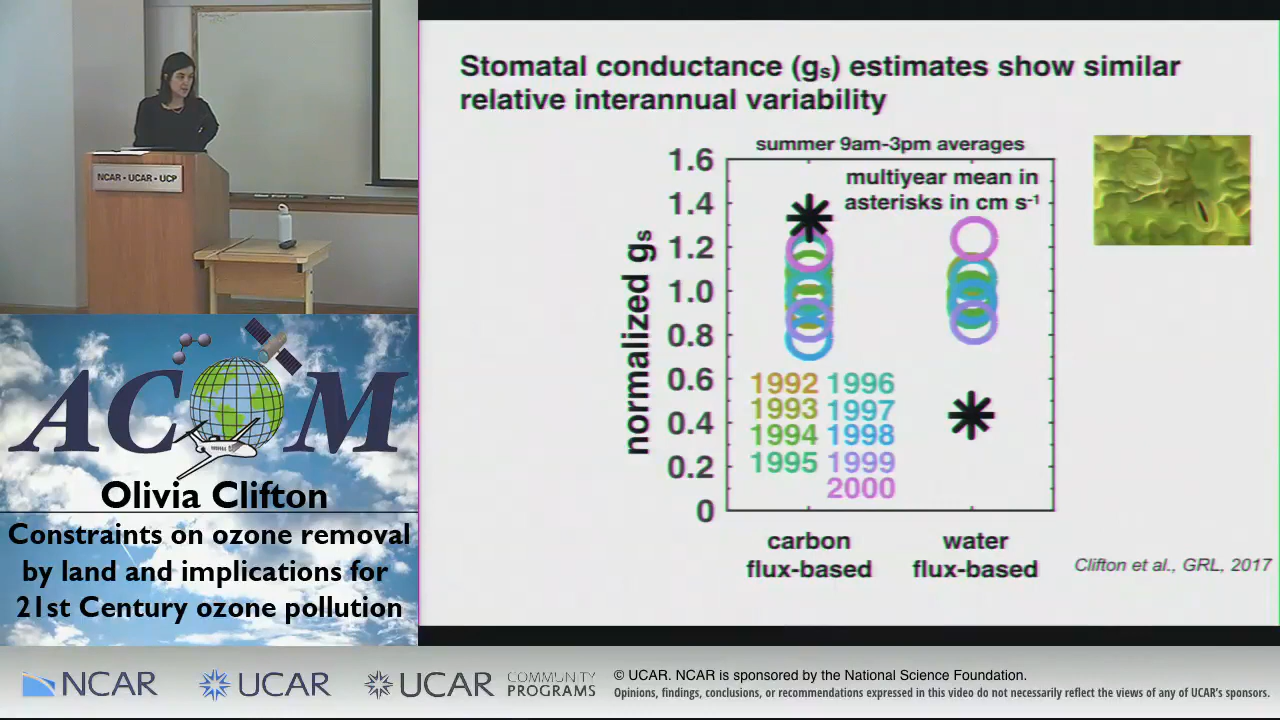 NCAR - UCAR - UCP
ACOM
Olivia Clifton
Constraints on ozone removal
by land and implications for
21st Century ozone pollution
Stomatal conductance (gs) estimates show similar
relative interannual variability
summer 9am-3pm averages
multiyear mean in
asterisks in cm s-1
normalized gs
1.6
1.4
1.2
1.0
0.8
0.6
0.4
0.2
0
1992 1996
1993 1997
1994 1998
1995 1999
2000
carbon
flux-based
water
flux-based
Clifton et al., GRL, 2017
NCAR
UCAR
UCAR
COMMUNITY
PROGRAMS
© UCAR. NCAR is sponsored by the National Science Foundation.
Opinions, findings, conclusions, or recommendations expressed in this video do not necessarily reflect the views of any of UCAR's sponsors.